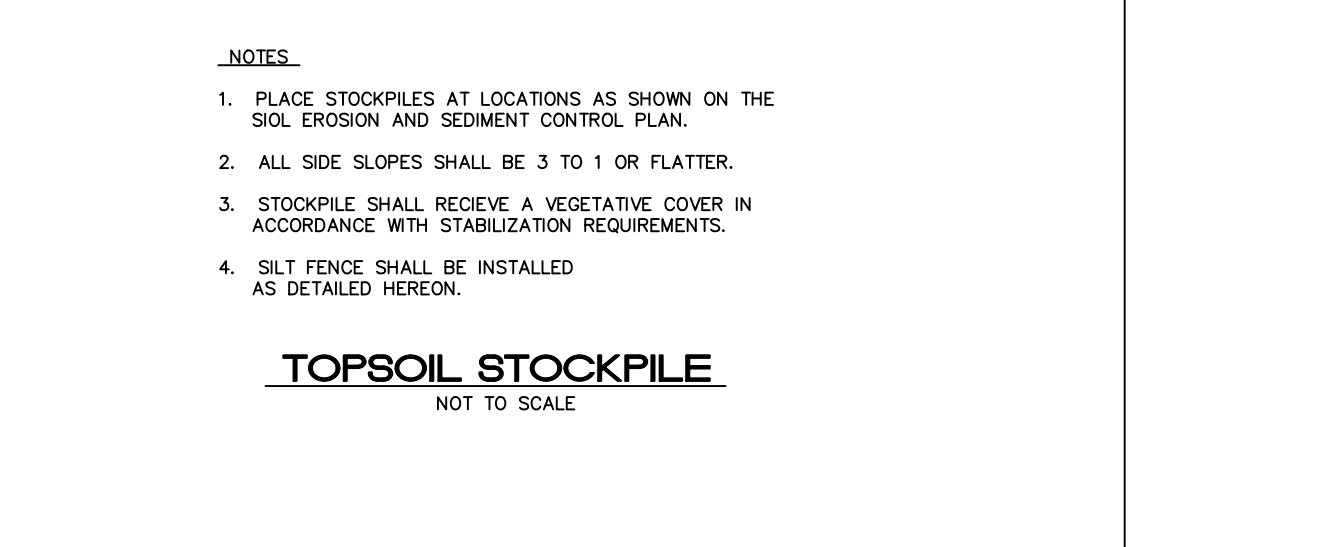 NOTES
1. PLACE STOCKPILES AT LOCATIONS AS SHOWN ON THE
SIOL EROSION AND SEDIMENT CONTROL PLAN.
2. ALL SIDE SLOPES SHALL BE 3 TO 1 OR FLATTER.
3. STOCKPILE SHALL RECIEVE A VEGETATIVE COVER IN
ACCORDANCE WITH STABILIZATION REQUIREMENTS.
4. SILT FENCE SHALL BE INSTALLED
AS DETAILED HEREON.
TOPSOIL STOCKPILE
NOT TO SCALE